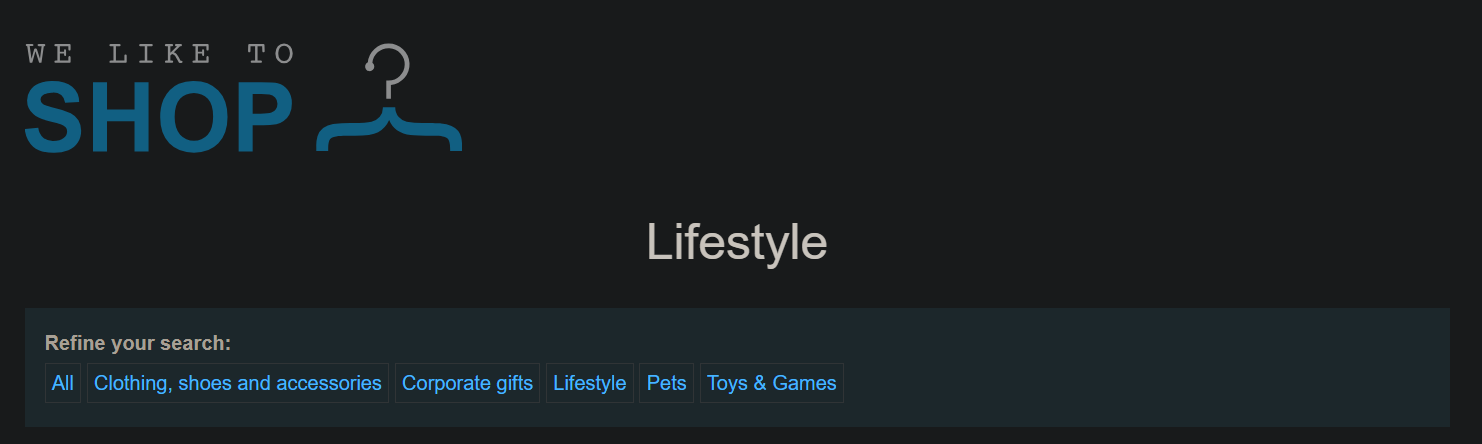 WE LIKE TO
SHOP
Lifestyle
Refine your search:
All Clothing, shoes and accessories Corporate gifts Lifestyle Pets Toys & Games